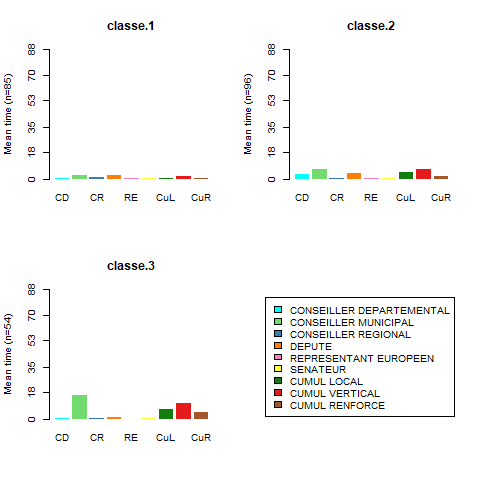 classe.1
Mean time (n=85)
88
70
53
35
18
0
CD CR RE CuL CuR
classe.2
Mean time (n=96)
88
70
53
35
18
0
CD CR RE CuL CuR
classe.3
Mean time (n=54)
88
70
53
35
18
0
CD CR RE CuL CuR
CONSEILLER DEPARTEMENTAL
CONSEILLER MUNICIPAL
CONSEILLER REGIONAL
DEPUTE
REPRESENTANT EUROPEEN
SENATEUR
CUMUL LOCAL
CUMUL VERTICAL
CUMUL RENFORCE